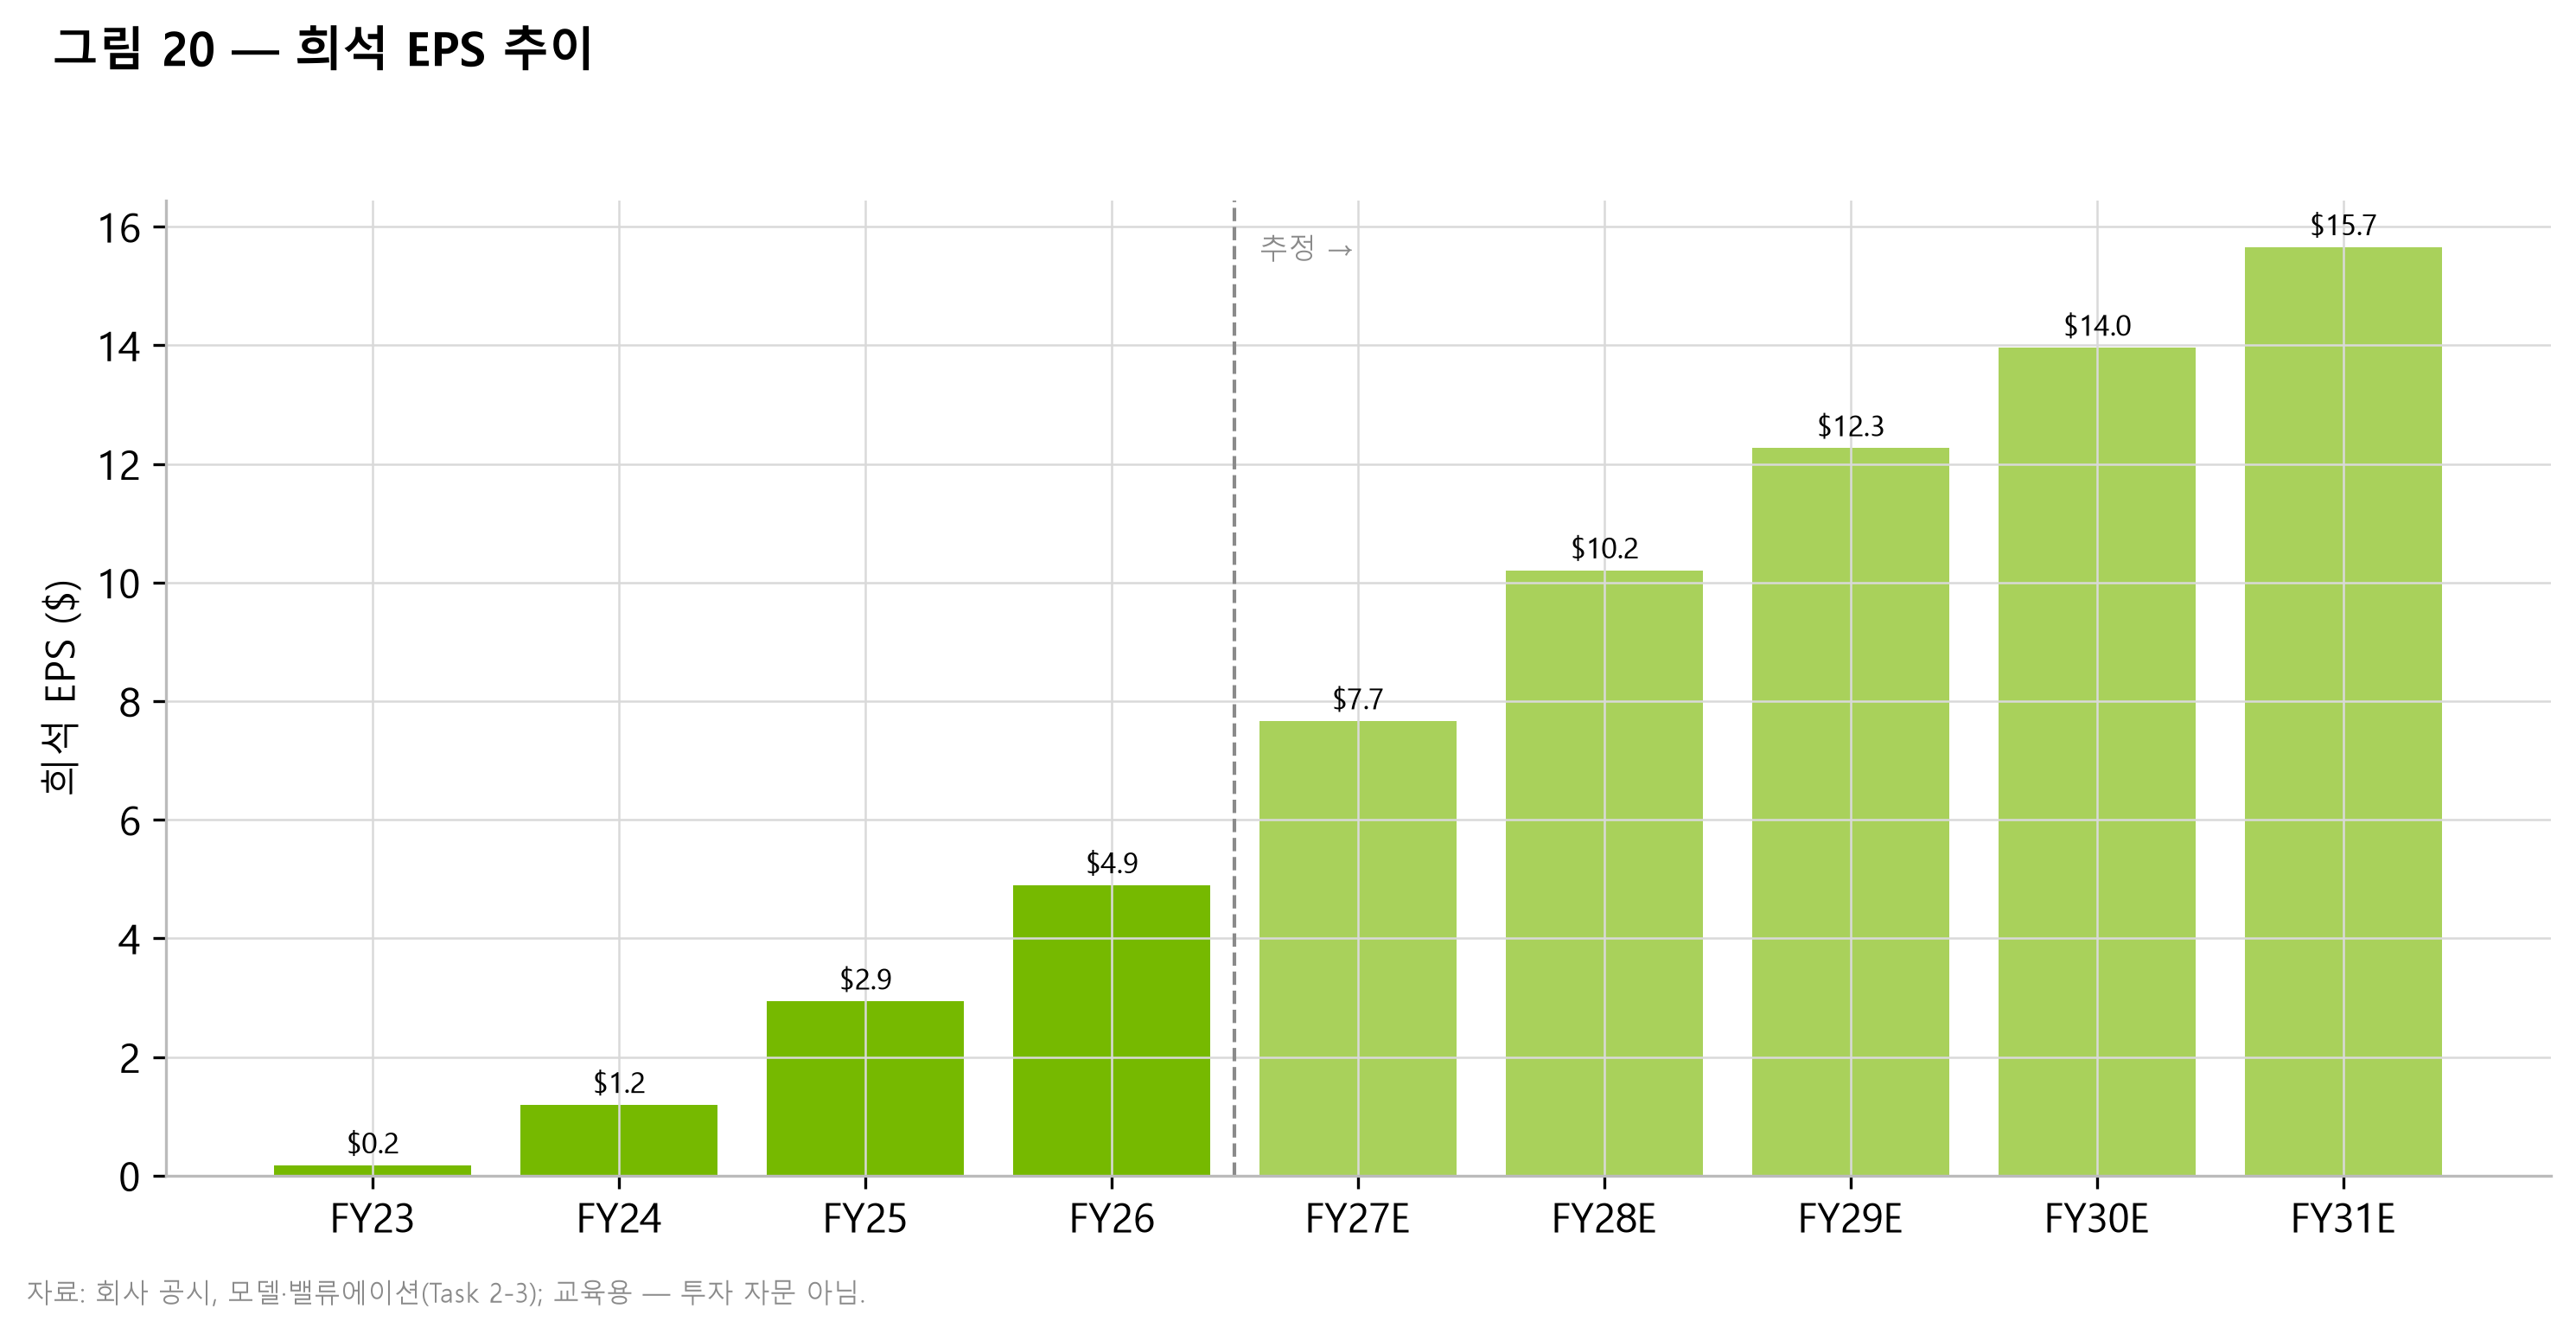 그림 20 — 희석 EPS 추이
희석 EPS ($)
16
14
12
10
8
6
4
2
0
추정 →
$0.2
$1.2
$2.9
$4.9
$7.7
$10.2
$12.3
$14.0
$15.7
FY23
FY24
FY25
FY26
FY27E
FY28E
FY29E
FY30E
FY31E
자료: 회사 공시, 모델·밸류에이션(Task 2-3); 교육용 — 투자 자문 아님.